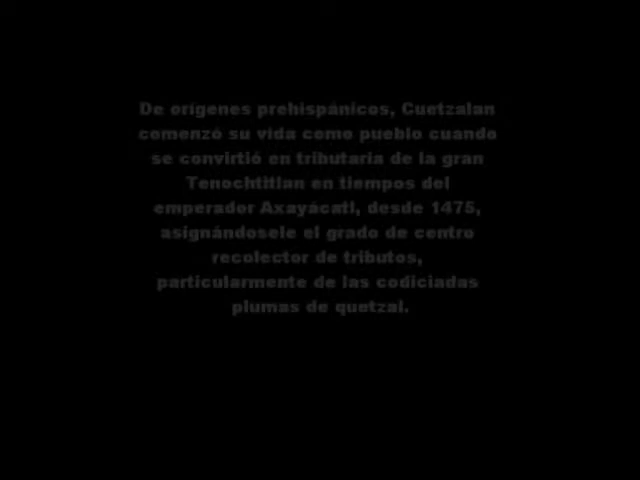 De orígenes prehispánicos, Cuetzalan
comenzó su vida como pueblo cuando
se convirtió en tributaria de la gran
Tenochtitlan en tiempos del
emperador Axayácatl, desde 1475,
asignándosele el grado de centro
recolector de tributos,
particularmente de las codiciadas
plumas de quetzal.